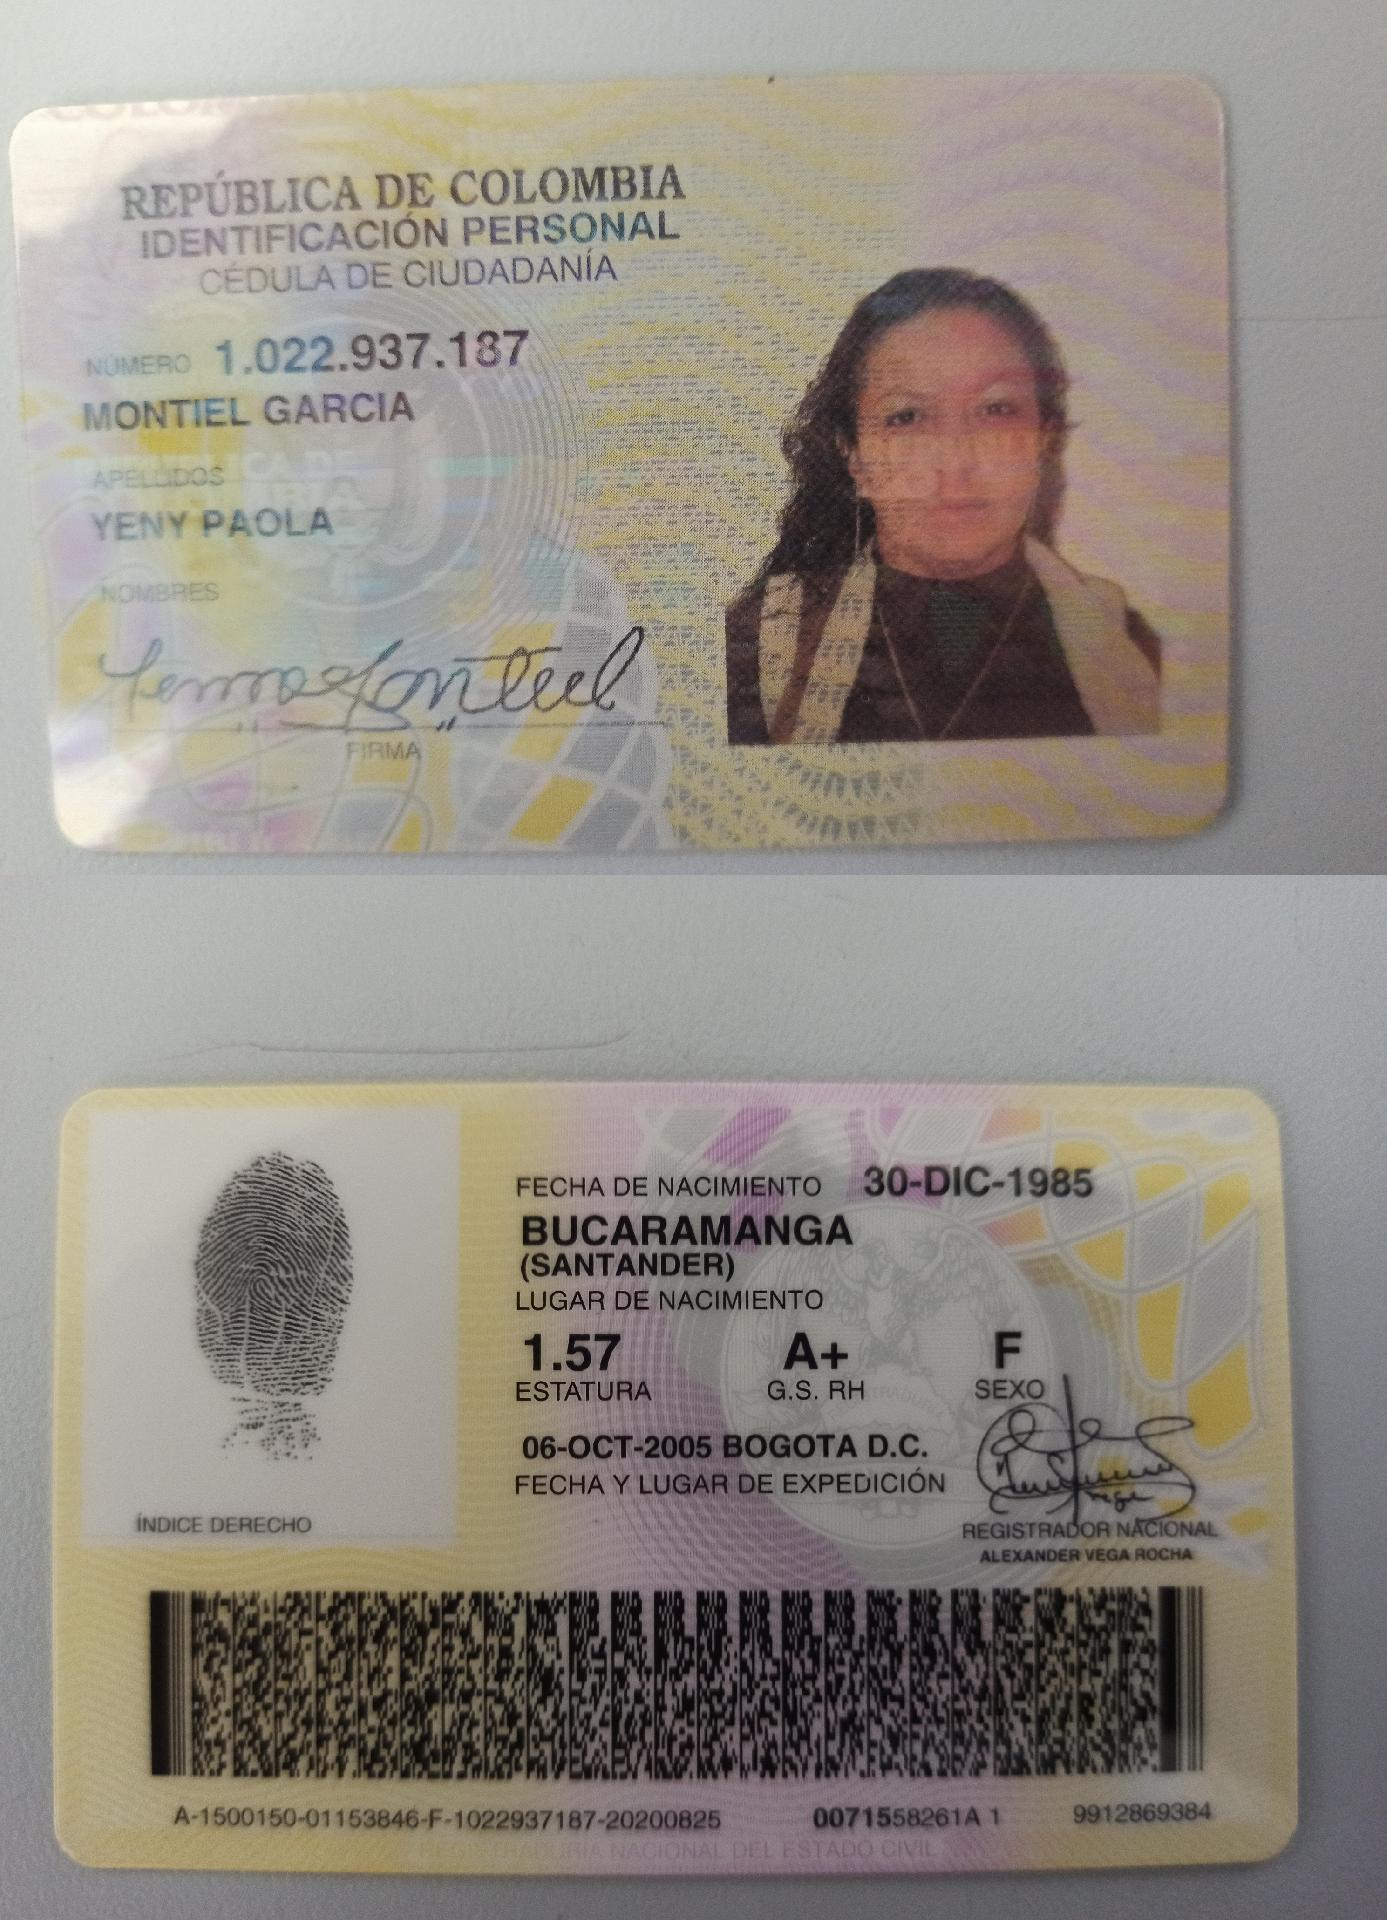 REPÚBLICA DE COLOMBIA
IDENTIFICACIÓN PERSONAL
CÉDULA DE CIUDADANÍA
NÚMERO 1.022.937.187
MONTIEL GARCIA
APELLIDOS
YENY PAOLA
NOMBRES
FIRMA
FECHA DE NACIMIENTO 30-DIC-1985
BUCARAMANGA
(SANTANDER)
LUGAR DE NACIMIENTO
1.57 A+ F
ESTATURA G.S. RH SEXO
06-OCT-2005 BOGOTA D.C.
FECHA Y LUGAR DE EXPEDICIÓN
ÍNDICE DERECHO
REGISTRADOR NACIONAL
ALEXANDER VEGA ROCHA
A-1500150-01153846-F-1022937187-20200825 0071558261A 1 9912869384
REGISTRADURIA NACIONAL DEL ESTADO CIVIL